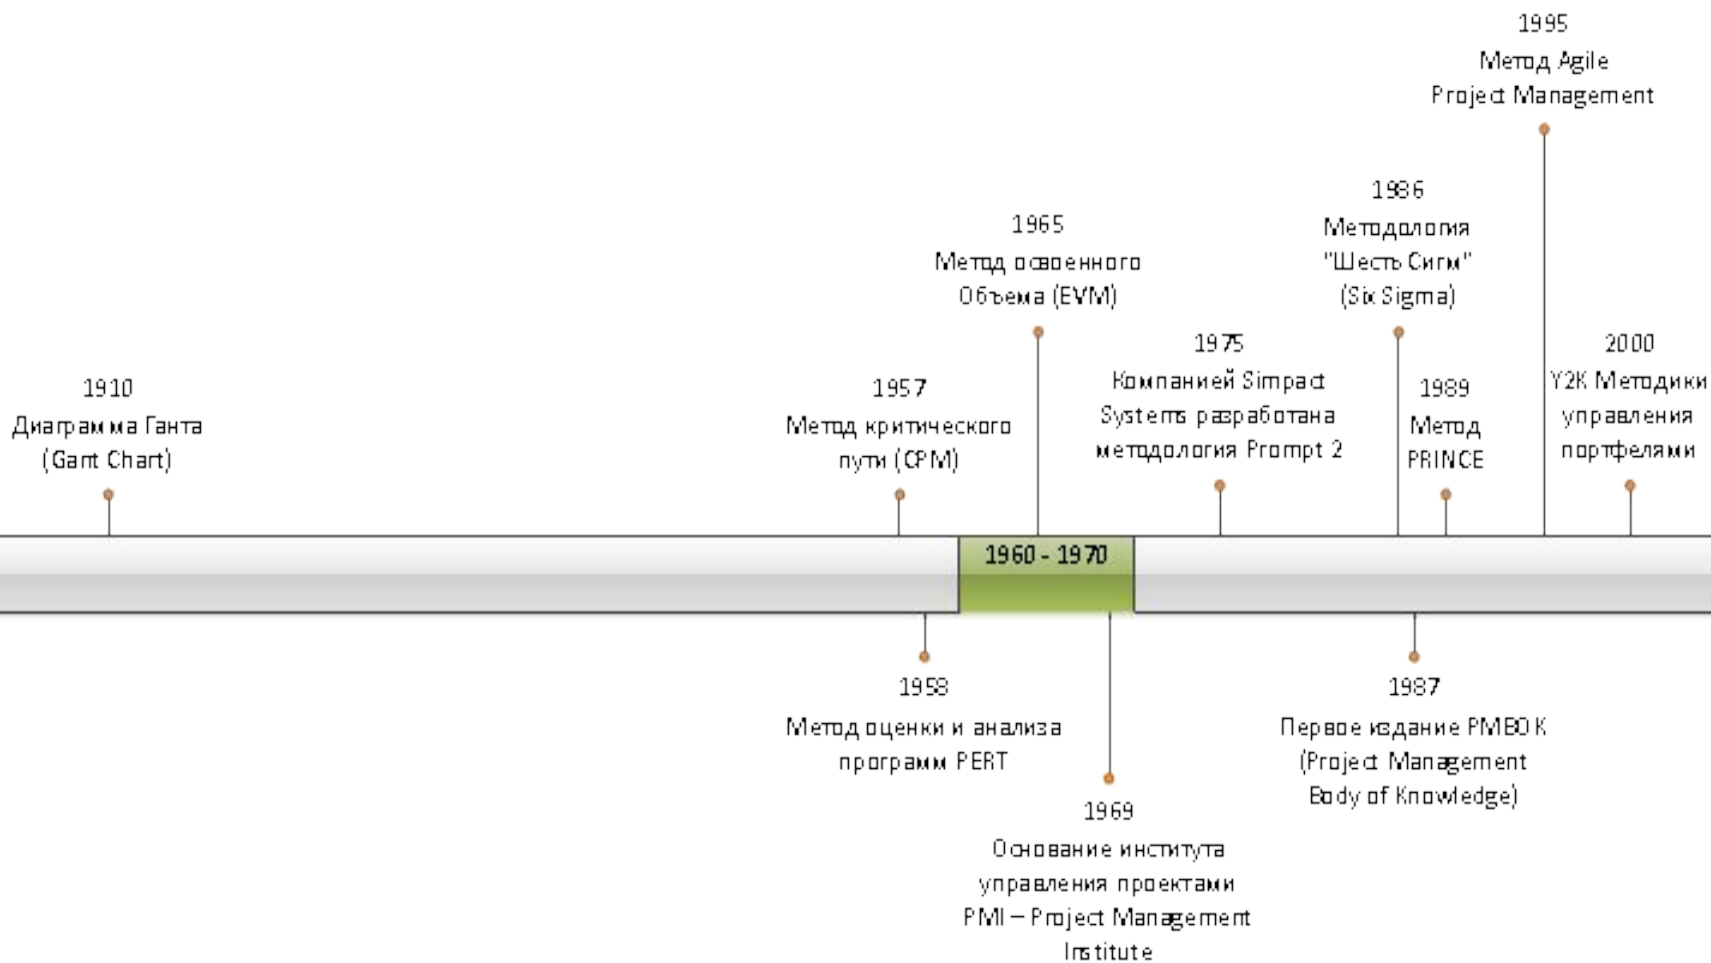 1995
Метод Agile
Project Management
1986
Методология
"Шесть Сигм"
(Six Sigma)
1965
Метод освоенного
Объема (EVM)
1975
Компанией Simpact
Systems разработана
методология Prompt 2
2000
Y2K Методики
управления
портфелями
1910
Диаграмма Ганта
(Gant Chart)
1957
Метод критического
пути (CPM)
1989
Метод
PRINCE
1960 - 1970
1958
Метод оценки и анализа
программ PERT
1987
Первое издание PMBOK
(Project Management
Body of Knowledge)
1969
Основание института
управления проектами
PMI – Project Management
Institute